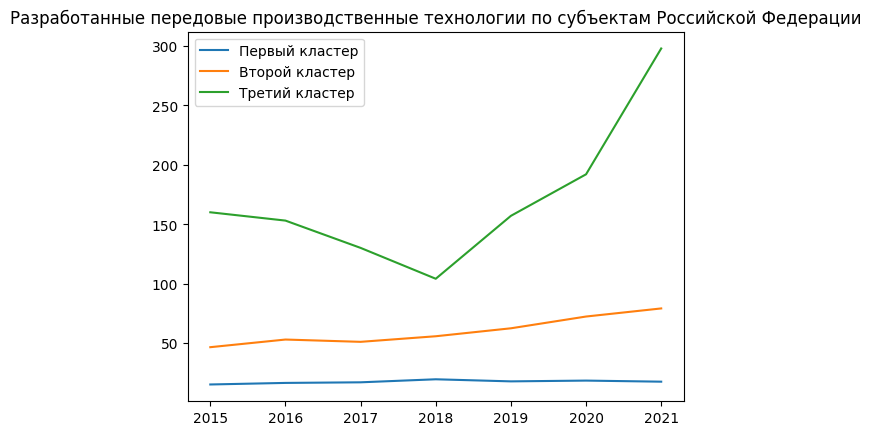 Разработанные передовые производственные технологии по субъектам Российской Федерации
Первый кластер
Второй кластер
Третий кластер
300
250
200
150
100
50
2015 2016 2017 2018 2019 2020 2021